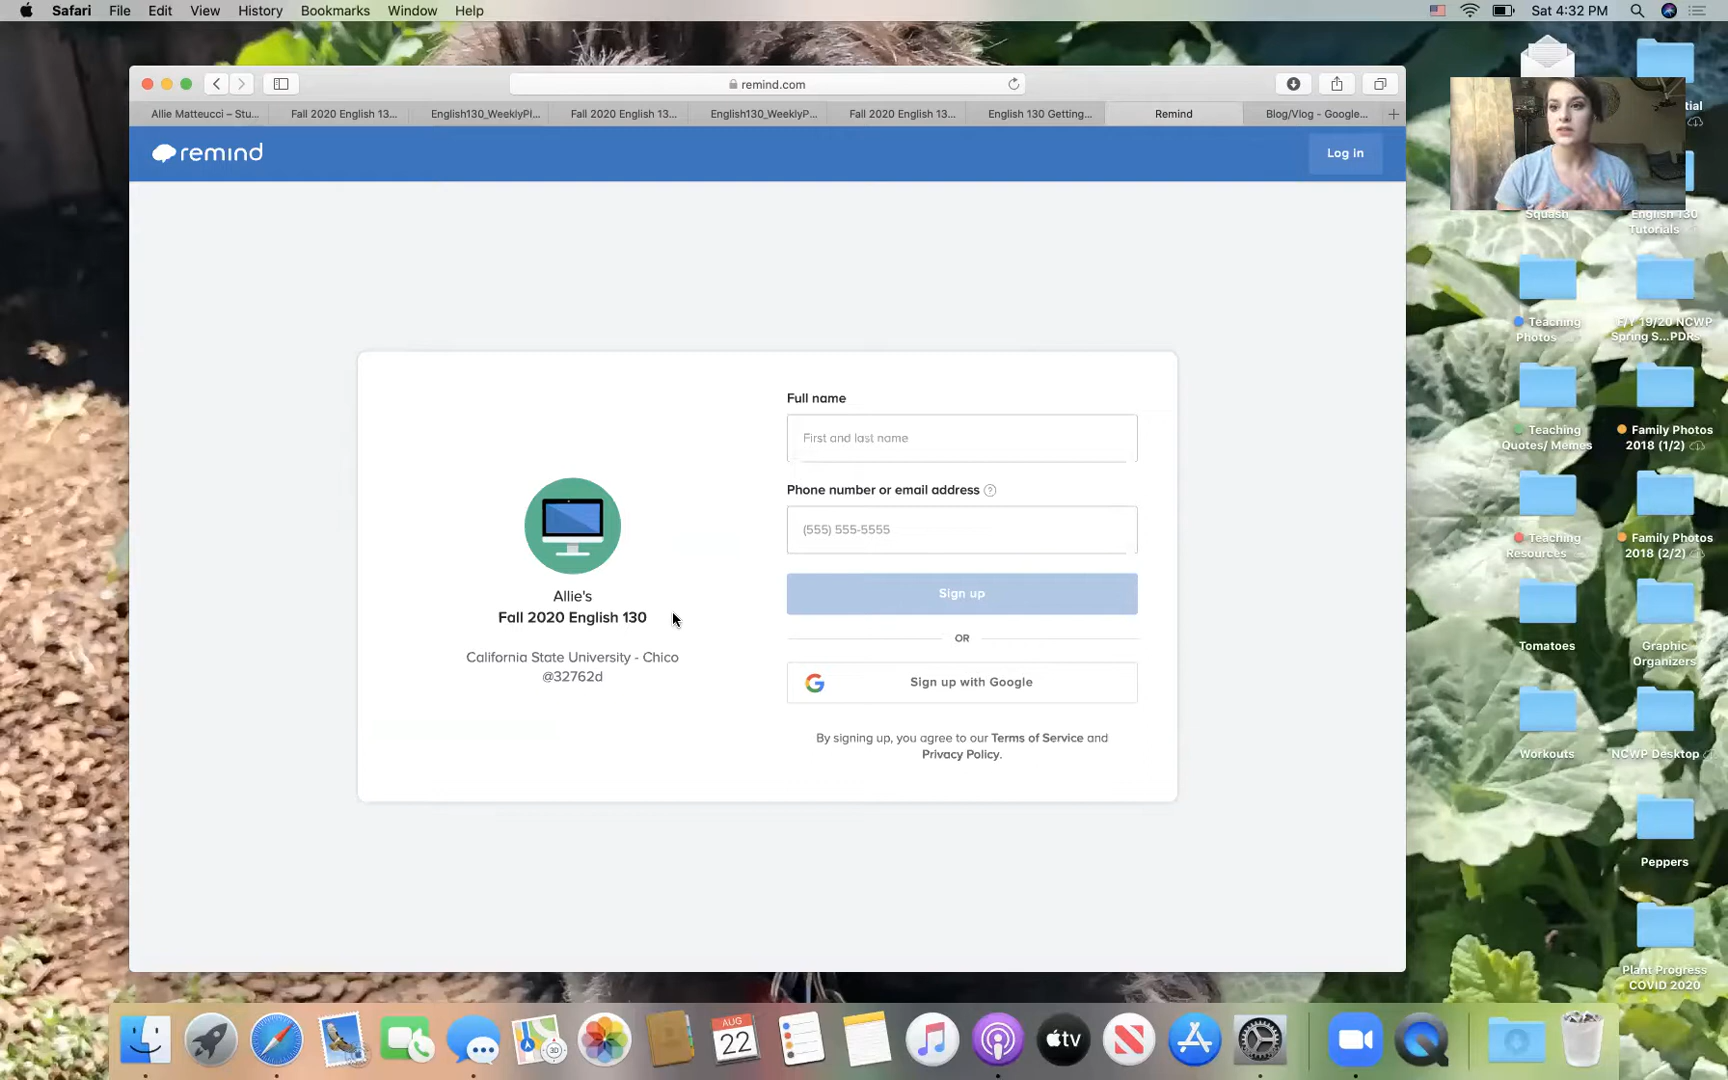 Safari File Edit View History Bookmarks Window Help
Sat 4:32 PM
remind.com
Allie Matteucci – Stu...
Fall 2020 English 13...
English130_WeeklyPl...
Fall 2020 English 13...
English130_WeeklyP...
Fall 2020 English 13...
English 130 Getting...
Remind
Blog/Vlog - Google...
remind
Log in
Allie's
Fall 2020 English 130
California State University - Chico
@32762d
Full name
First and last name
Phone number or email address
(555) 555-5555
Sign up
OR
Sign up with Google
By signing up, you agree to our Terms of Service and
Privacy Policy.
tial
Squash
English 130
Tutorials
Teaching
Photos
F/Y 19/20 NCWP
Spring S...PDRs
Teaching
Quotes/ Memes
Family Photos
2018 (1/2)
Teaching
Resources
Family Photos
2018 (2/2)
Tomatoes
Graphic
Organizers
Workouts
NCWP Desktop
Peppers
Plant Progress
COVID 2020
AUG
22
tv